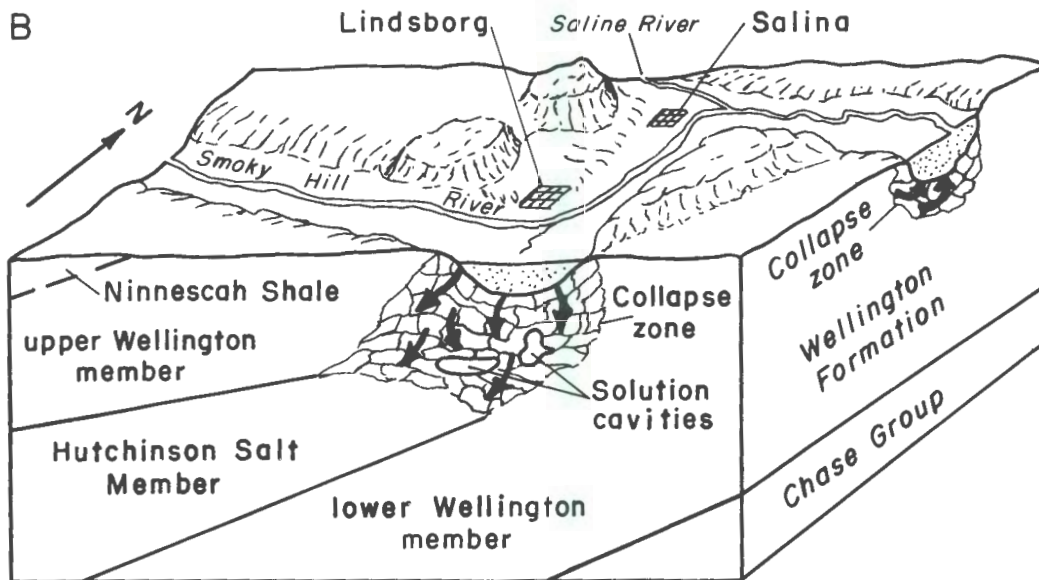 B
Lindsborg
Saline River
Salina
N
Smoky Hill River
Ninnescah Shale
upper Wellington
member
Collapse
zone
Solution
cavities
Collapse
zone
Wellington
Formation
Hutchinson Salt
Member
lower Wellington
member
Chase Group